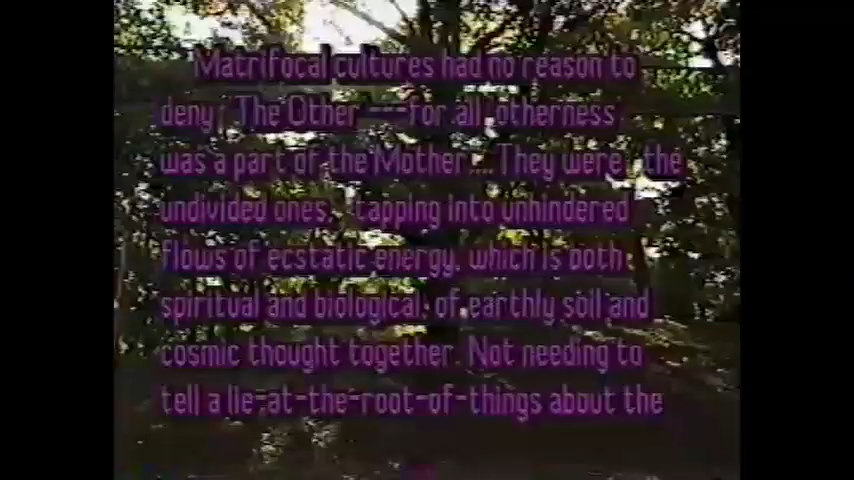 Matrifocal cultures had no reason to
deny "The Other"---for all otherness
was a part of the Mother....They were the
undivided ones, tapping into unhindered
flows of ecstatic energy, which is both
spiritual and biological, of earthly soil and
cosmic thought together. Not needing to
tell a lie-at-the-root-of-things about the